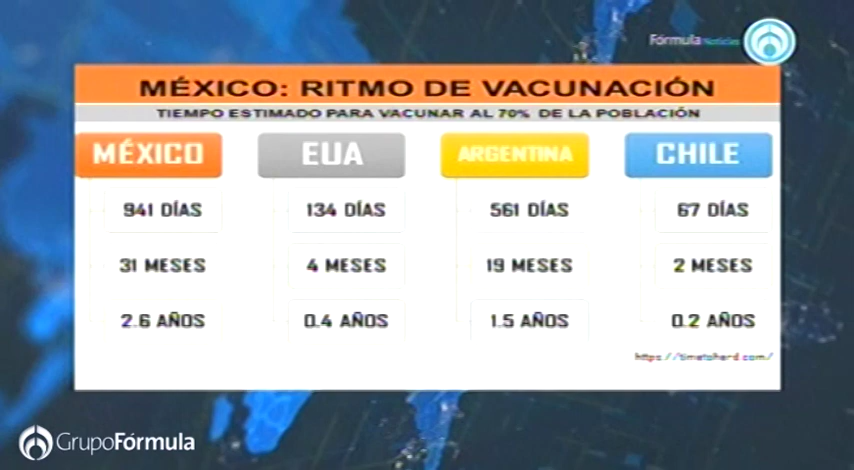 Fórmula Noticias
MÉXICO: RITMO DE VACUNACIÓN
TIEMPO ESTIMADO PARA VACUNAR AL 70% DE LA POBLACIÓN
MÉXICO EUA ARGENTINA CHILE
941 DÍAS 134 DÍAS 561 DÍAS 67 DÍAS
31 MESES 4 MESES 19 MESES 2 MESES
2.6 AÑOS 0.4 AÑOS 1.5 AÑOS 0.2 AÑOS
https://timetoherd.com/
GrupoFórmula